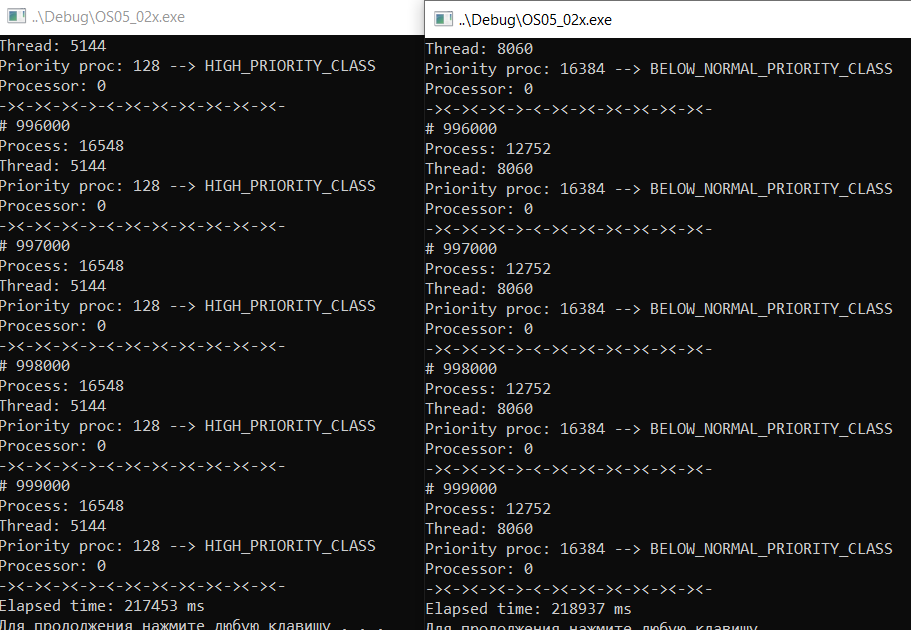 ..\Debug\OS05_02x.exe
Thread: 5144
Priority proc: 128 --> HIGH_PRIORITY_CLASS
Processor: 0
-><-><-><-><-><-><-><-><-><-><-
# 996000
Process: 16548
Thread: 5144
Priority proc: 128 --> HIGH_PRIORITY_CLASS
Processor: 0
-><-><-><-><-><-><-><-><-><-><-
# 997000
Process: 16548
Thread: 5144
Priority proc: 128 --> HIGH_PRIORITY_CLASS
Processor: 0
-><-><-><-><-><-><-><-><-><-><-
# 998000
Process: 16548
Thread: 5144
Priority proc: 128 --> HIGH_PRIORITY_CLASS
Processor: 0
-><-><-><-><-><-><-><-><-><-><-
# 999000
Process: 16548
Thread: 5144
Priority proc: 128 --> HIGH_PRIORITY_CLASS
Processor: 0
-><-><-><-><-><-><-><-><-><-><-
Elapsed time: 217453 ms
Для продолжения нажмите любую клавишу . . .
..\Debug\OS05_02x.exe
Thread: 8060
Priority proc: 16384 --> BELOW_NORMAL_PRIORITY_CLASS
Processor: 0
-><-><-><-><-><-><-><-><-><-><-
# 996000
Process: 12752
Thread: 8060
Priority proc: 16384 --> BELOW_NORMAL_PRIORITY_CLASS
Processor: 0
-><-><-><-><-><-><-><-><-><-><-
# 997000
Process: 12752
Thread: 8060
Priority proc: 16384 --> BELOW_NORMAL_PRIORITY_CLASS
Processor: 0
-><-><-><-><-><-><-><-><-><-><-
# 998000
Process: 12752
Thread: 8060
Priority proc: 16384 --> BELOW_NORMAL_PRIORITY_CLASS
Processor: 0
-><-><-><-><-><-><-><-><-><-><-
# 999000
Process: 12752
Thread: 8060
Priority proc: 16384 --> BELOW_NORMAL_PRIORITY_CLASS
Processor: 0
-><-><-><-><-><-><-><-><-><-><-
Elapsed time: 218937 ms
Для продолжения нажмите любую клавишу